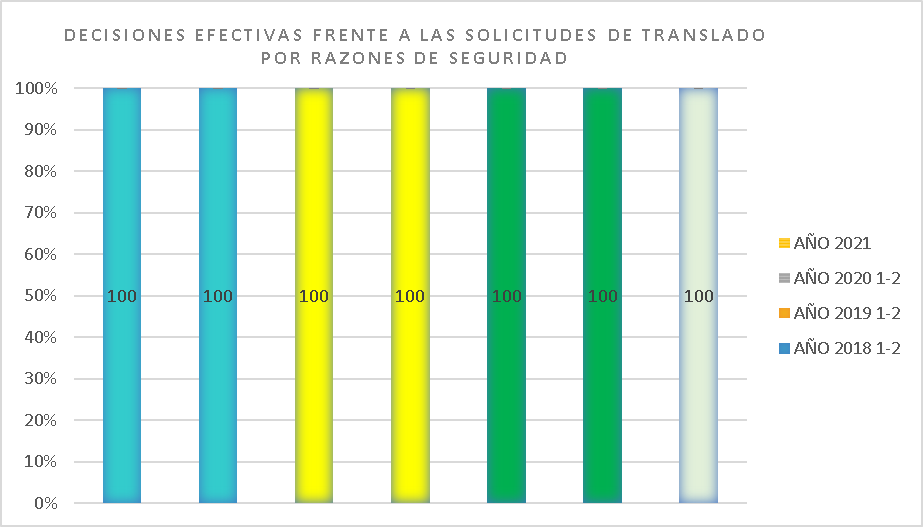 DECISIONES EFECTIVAS FRENTE A LAS SOLICITUDES DE TRANSLADO
POR RAZONES DE SEGURIDAD
100%
90%
80%
70%
60%
50%
40%
30%
20%
10%
0%
100 100 100 100 100 100 100
AÑO 2021
AÑO 2020 1-2
AÑO 2019 1-2
AÑO 2018 1-2